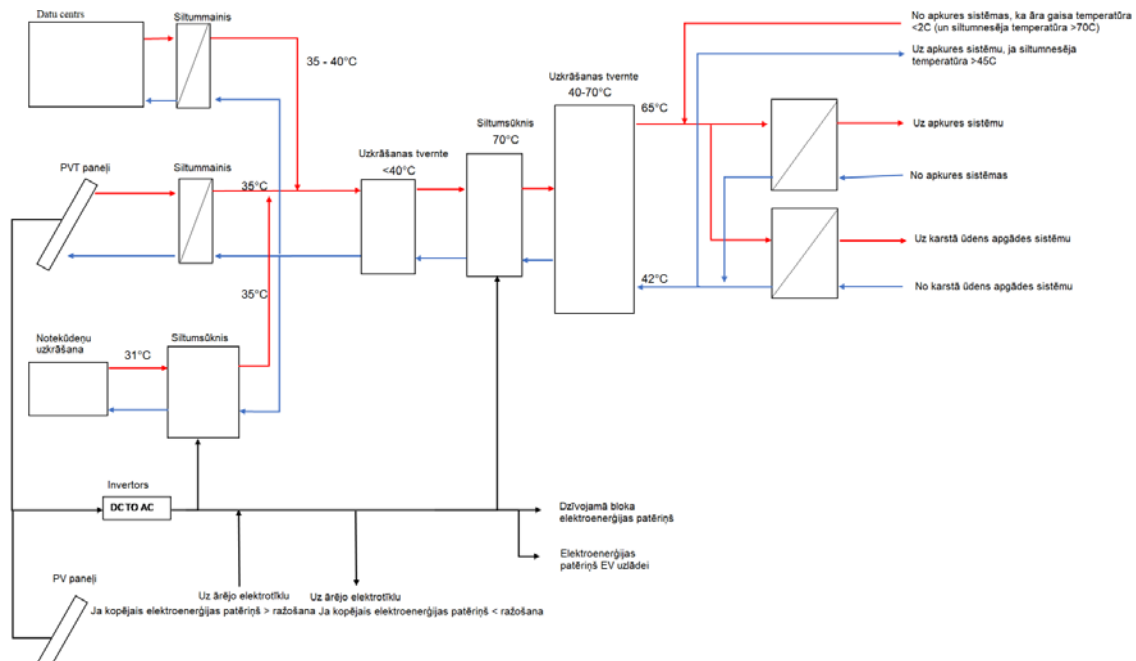 Datu centrs
Siltummainis
35 - 40°C
No apkures sistēmas, ka āra gaisa temperatūra
<2C (un siltumnesēja temperatūra >70C)
Uz apkures sistēmu, ja siltumnesēja
temperatūra >45C
Uzkrāšanas tvernte
40-70°C
65°C
Siltumsūknis
70°C
Uz apkures sistēmu
Uzkrāšanas tvernte
<40°C
PVT paneļi
Siltummainis
35°C
No apkures sistēmas
Uz karstā ūdens apgādes sistēmu
42°C
No karstā ūdens apgādes sistēmu
35°C
Notekūdeņu
uzkrāšana
31°C
Siltumsūknis
Invertors
DC TO AC
Dzīvojamā bloka
elektroenerģijas patēriņš
Elektroenerģijas
patēriņš EV uzlādei
PV paneļi
Uz ārējo elektrotīklu
Ja kopējais elektroenerģijas patēriņš > ražošana
Uz ārējo elektrotīklu
Ja kopējais elektroenerģijas patēriņš < ražošana